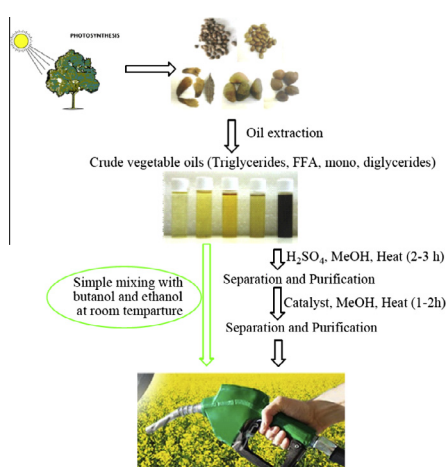 PHOTOSYNTHESIS
Oil extraction
Crude vegetable oils (Triglycerides, FFA, mono, diglycerides)
H₂SO₄, MeOH, Heat (2-3 h)
Separation and Purification
Simple mixing with
butanol and ethanol
at room temparture
Catalyst, MeOH, Heat (1-2h)
Separation and Purification